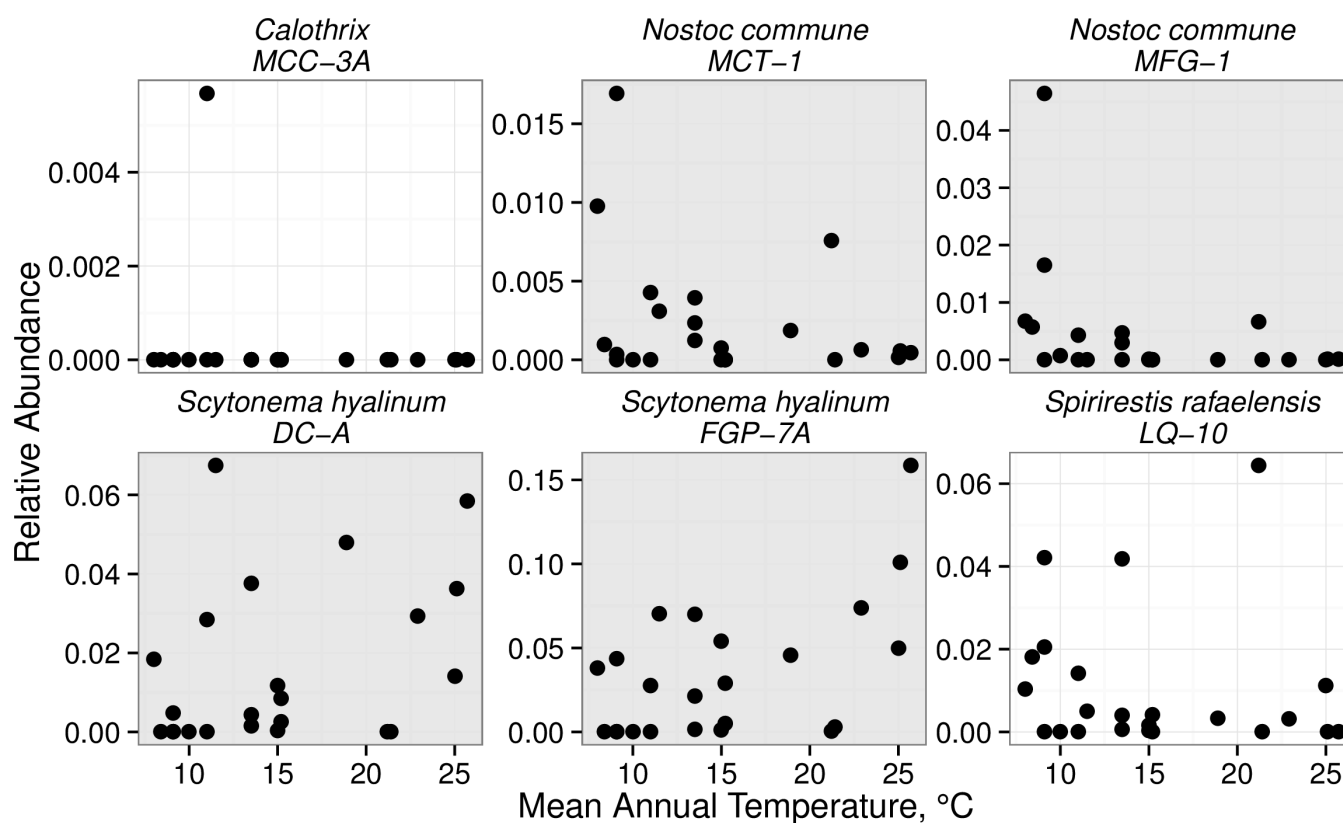 Calothrix
MCC−3A
Nostoc commune
MCT−1
Nostoc commune
MFG−1
0.004
0.002
0.000
0.015
0.010
0.005
0.000
0.04
0.03
0.02
0.01
0.00
Relative Abundance
Scytonema hyalinum
DC−A
Scytonema hyalinum
FGP−7A
Spirirestis rafaelensis
LQ−10
0.06
0.04
0.02
0.00
0.15
0.10
0.05
0.00
0.06
0.04
0.02
0.00
10 15 20 25
10 15 20 25
10 15 20 25
Mean Annual Temperature, °C